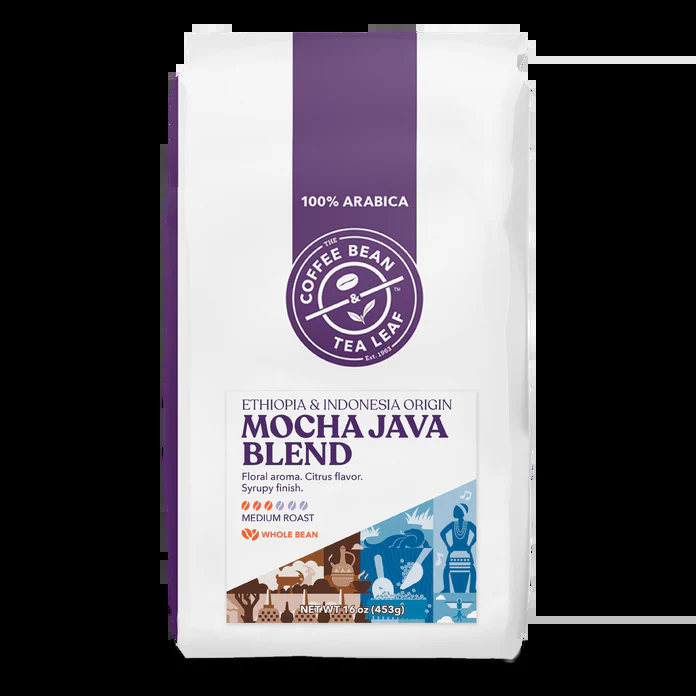 100% ARABICA
THE
COFFEE BEAN
&
TEA LEAF
TM
Est. 1963
ETHIOPIA & INDONESIA ORIGIN
MOCHA JAVA
BLEND
Floral aroma. Citrus flavor.
Syrupy finish.
MEDIUM ROAST
WHOLE BEAN
NET WT 16 oz (453g)